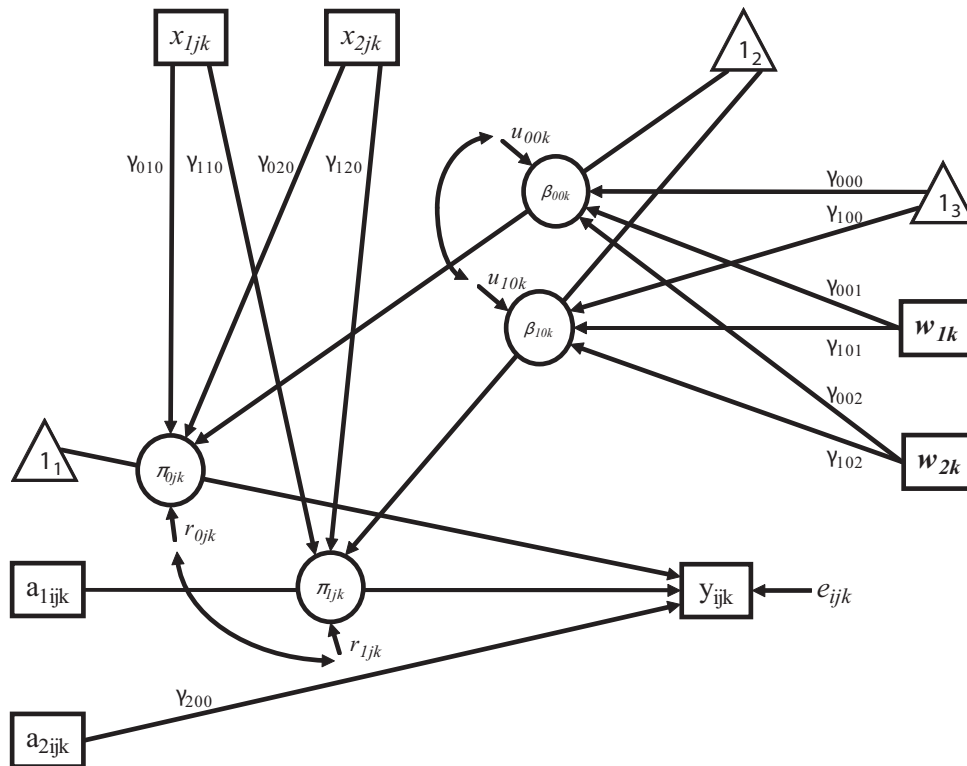 x1jk x2jk 12
u00k
γ010 γ110 γ020 γ120 β00k γ000
13
γ100
u10k γ001
β10k w1k
γ101
γ002
11 π0jk γ102 w2k
r0jk
a1ijk π1jk yijk eijk
r1jk
γ200
a2ijk